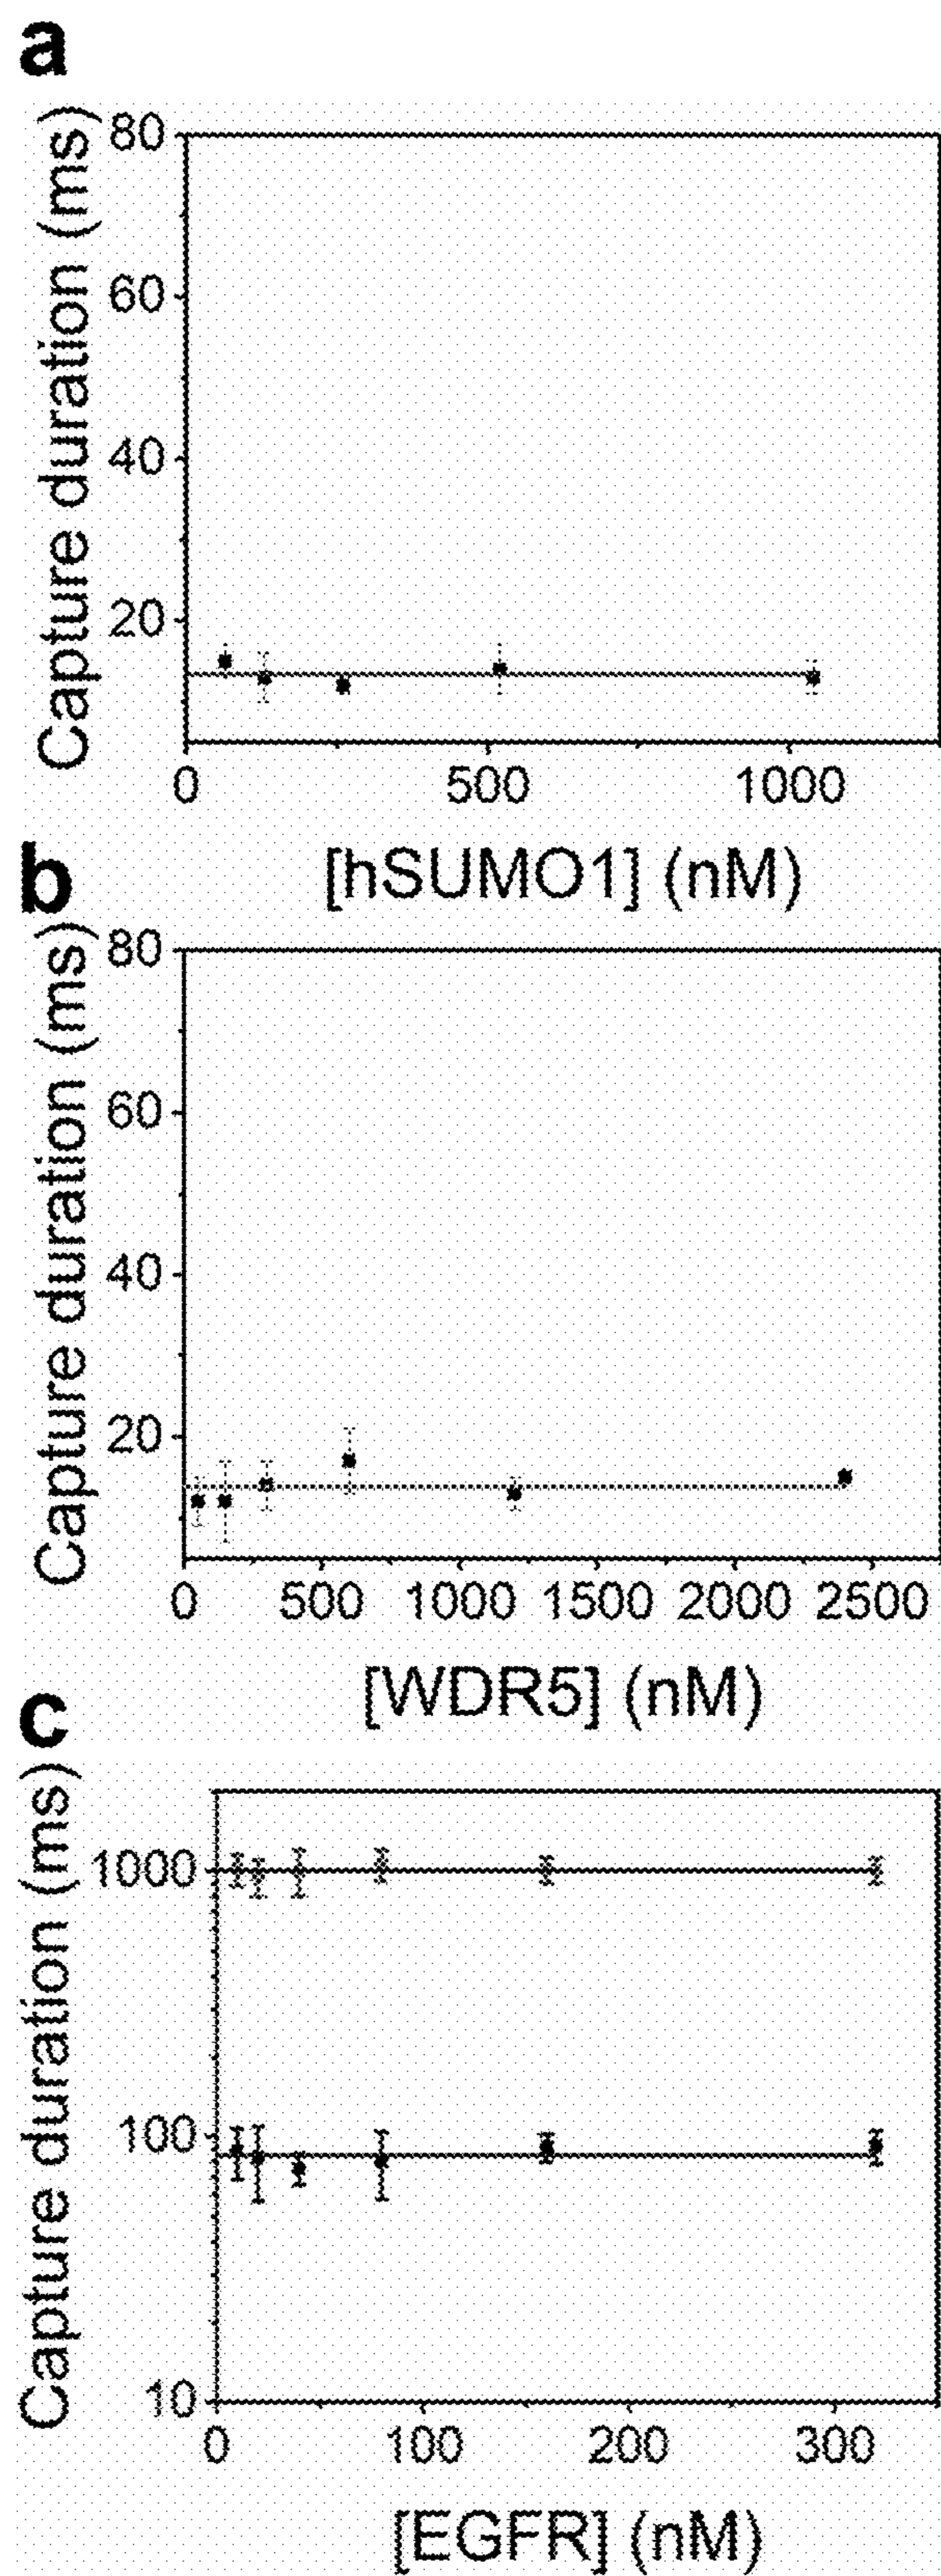 a
Capture duration (ms)
80
60
40
20
0 500 1000
[hSUMO1] (nM)
b
Capture duration (ms)
80
60
40
20
0 500 1000 1500 2000 2500
[WDR5] (nM)
c
Capture duration (ms)
1000
100
10
0 100 200 300
[EGFR] (nM)